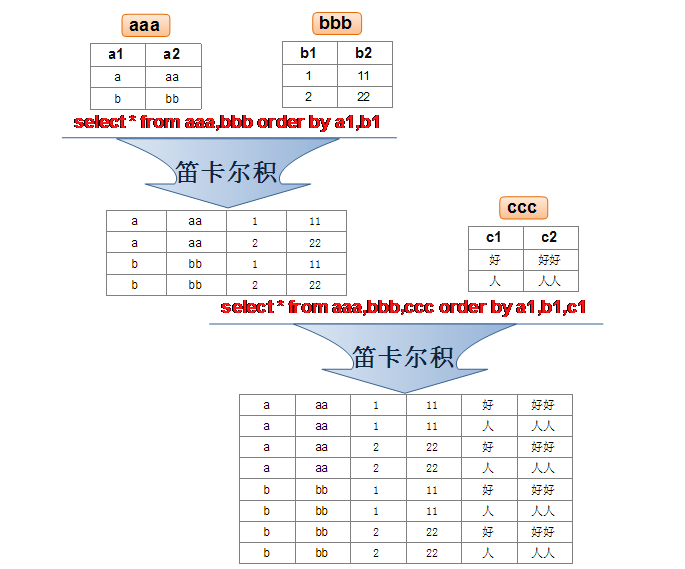 aaa
bbb
a1 a2
a aa
b bb
b1 b2
1 11
2 22
select * from aaa,bbb order by a1,b1
笛卡尔积
a aa 1 11
a aa 2 22
b bb 1 11
b bb 2 22
ccc
c1 c2
好 好好
人 人人
select * from aaa,bbb,ccc order by a1,b1,c1
笛卡尔积
a aa 1 11 好 好好
a aa 1 11 人 人人
a aa 2 22 好 好好
a aa 2 22 人 人人
b bb 1 11 好 好好
b bb 1 11 人 人人
b bb 2 22 好 好好
b bb 2 22 人 人人